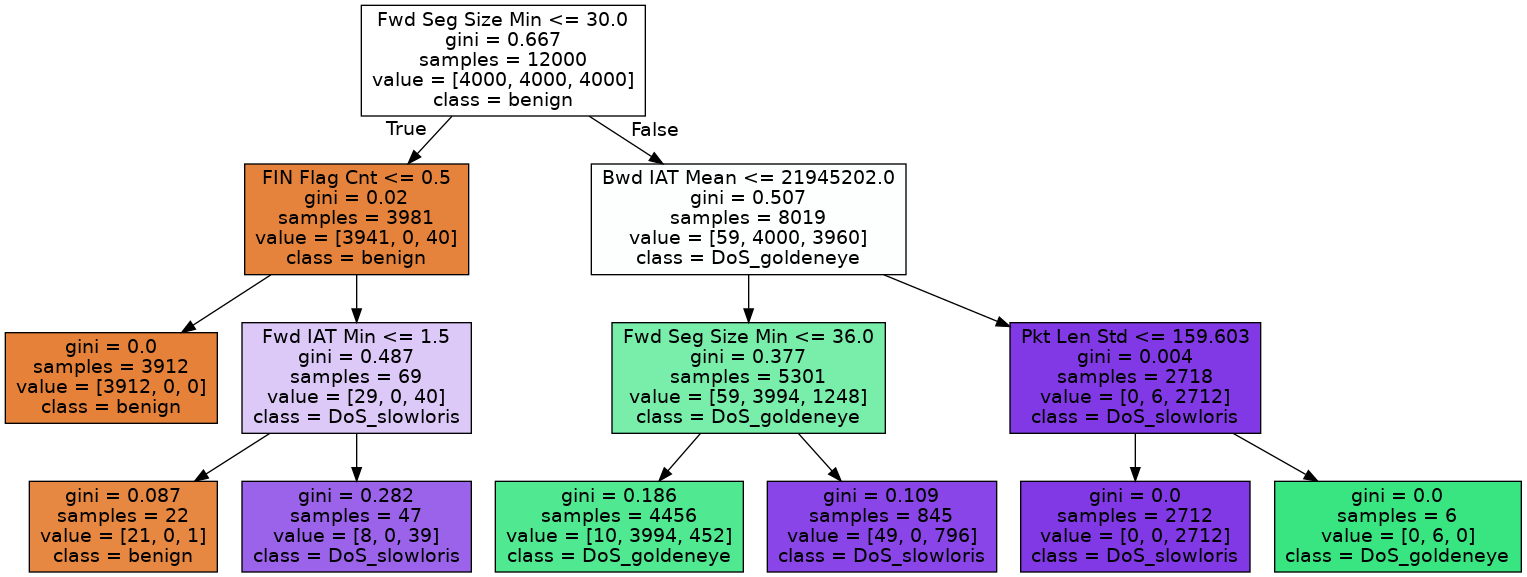 Fwd Seg Size Min <= 30.0
gini = 0.667
samples = 12000
value = [4000, 4000, 4000]
class = benign
True
False
FIN Flag Cnt <= 0.5
gini = 0.02
samples = 3981
value = [3941, 0, 40]
class = benign
Bwd IAT Mean <= 21945202.0
gini = 0.507
samples = 8019
value = [59, 4000, 3960]
class = DoS_goldeneye
gini = 0.0
samples = 3912
value = [3912, 0, 0]
class = benign
Fwd IAT Min <= 1.5
gini = 0.487
samples = 69
value = [29, 0, 40]
class = DoS_slowloris
Fwd Seg Size Min <= 36.0
gini = 0.377
samples = 5301
value = [59, 3994, 1248]
class = DoS_goldeneye
Pkt Len Std <= 159.603
gini = 0.004
samples = 2718
value = [0, 6, 2712]
class = DoS_slowloris
gini = 0.087
samples = 22
value = [21, 0, 1]
class = benign
gini = 0.282
samples = 47
value = [8, 0, 39]
class = DoS_slowloris
gini = 0.186
samples = 4456
value = [10, 3994, 452]
class = DoS_goldeneye
gini = 0.109
samples = 845
value = [49, 0, 796]
class = DoS_slowloris
gini = 0.0
samples = 2712
value = [0, 0, 2712]
class = DoS_slowloris
gini = 0.0
samples = 6
value = [0, 6, 0]
class = DoS_goldeneye